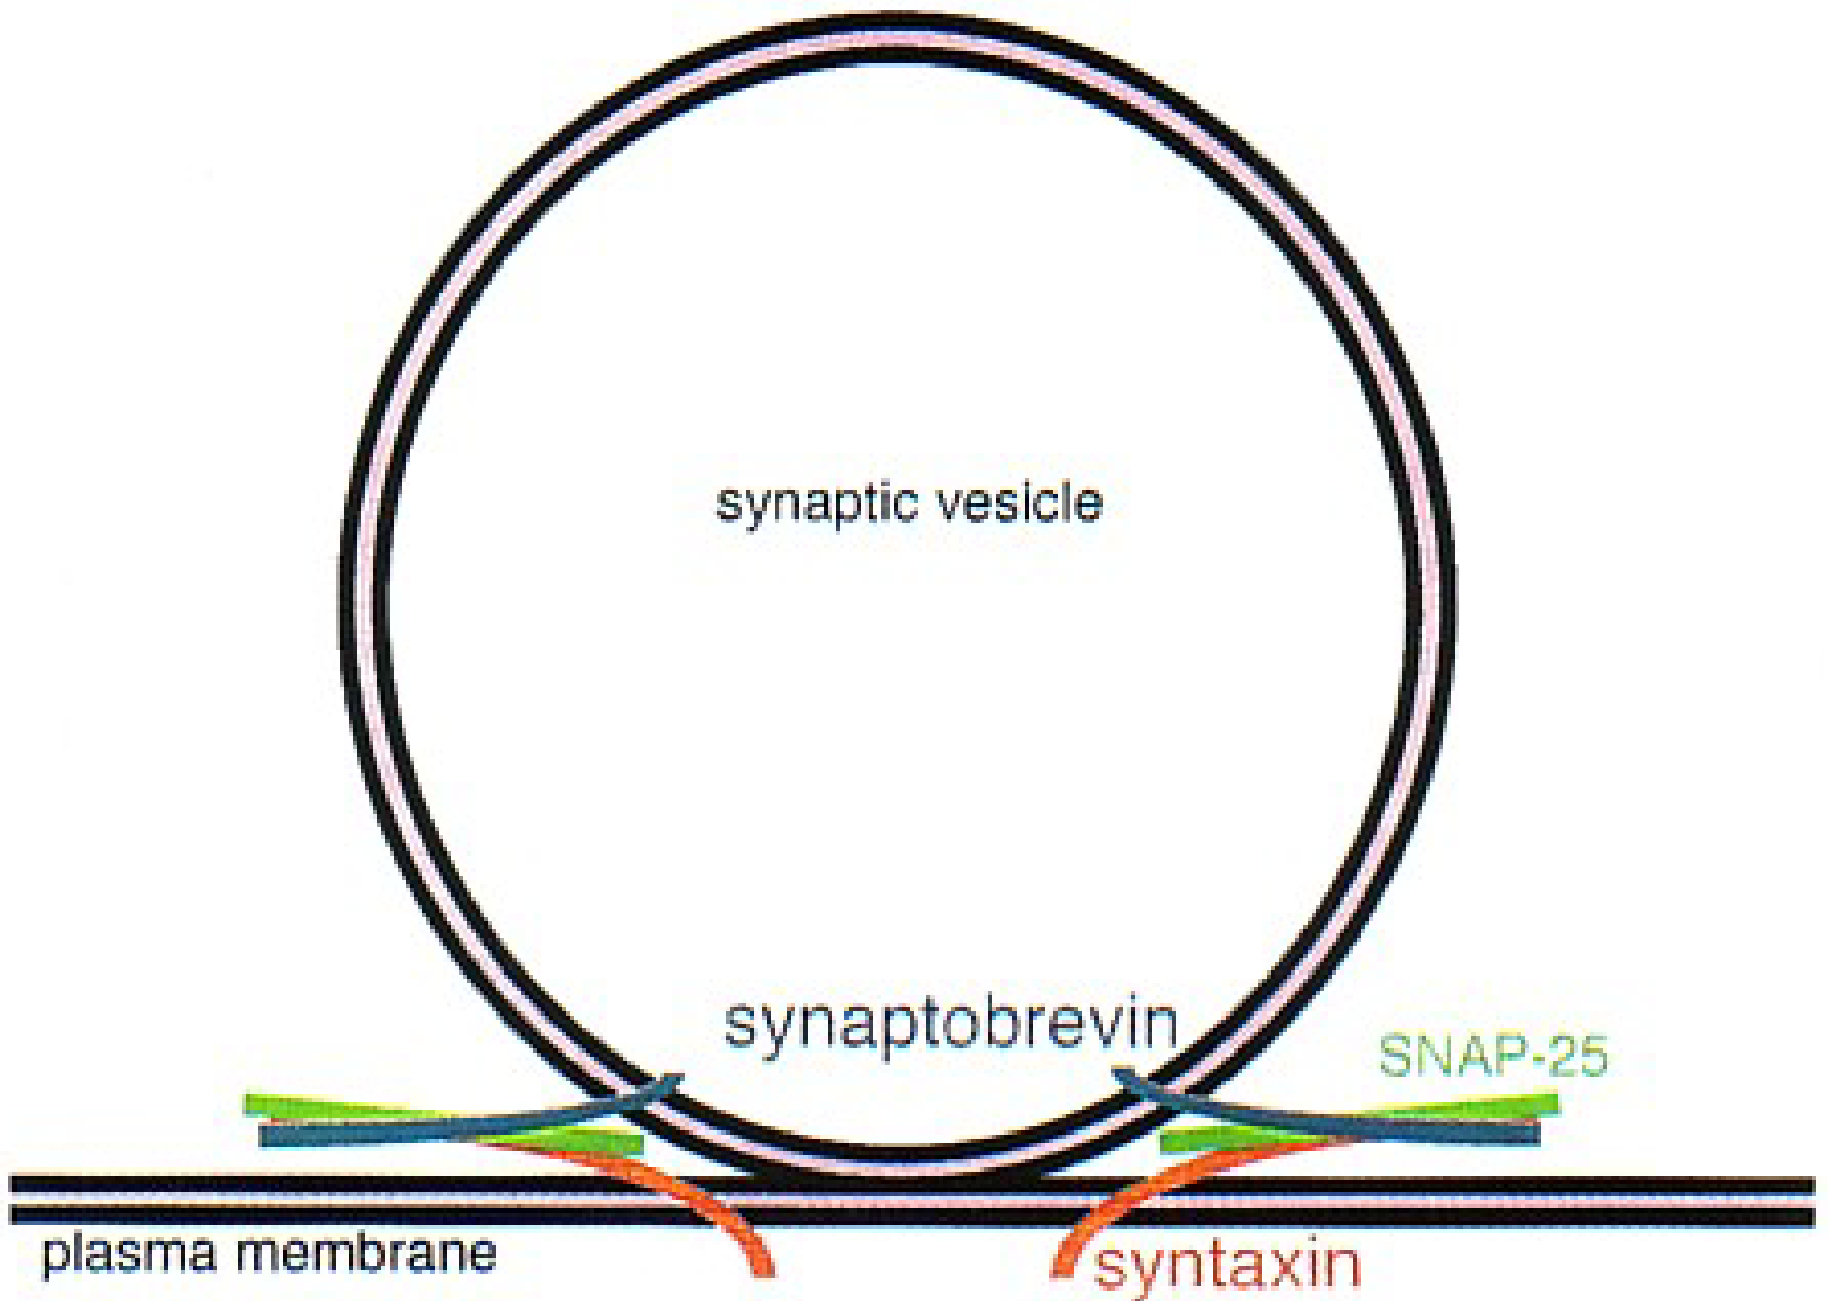 synaptic vesicle
synaptobrevin
SNAP-25
plasma membrane
syntaxin